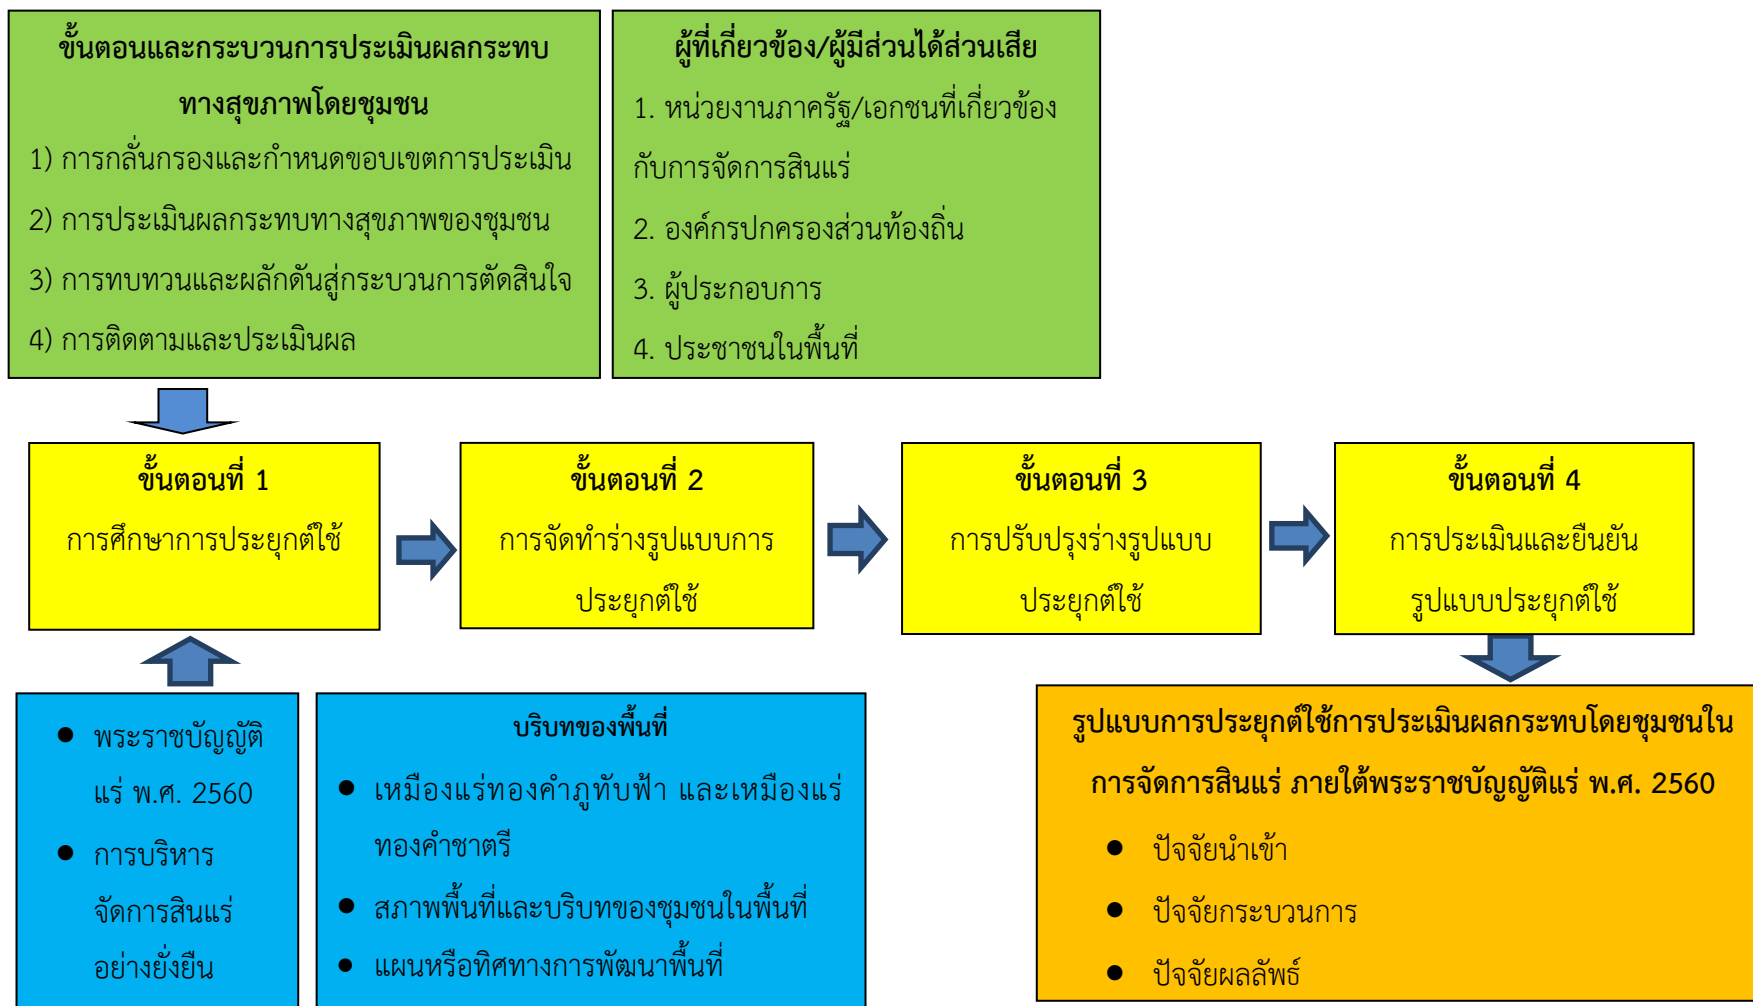 ขั้นตอนและกระบวนการประเมินผลกระทบ
ทางสุขภาพโดยชุมชน
1) การกลั่นกรองและกำหนดขอบเขตการประเมิน
2) การประเมินผลกระทบทางสุขภาพของชุมชน
3) การทบทวนและผลักดันสู่กระบวนการตัดสินใจ
4) การติดตามและประเมินผล
ผู้ที่เกี่ยวข้อง/ผู้มีส่วนได้ส่วนเสีย
1. หน่วยงานภาครัฐ/เอกชนที่เกี่ยวข้อง
กับการจัดการสินแร่
2. องค์กรปกครองส่วนท้องถิ่น
3. ผู้ประกอบการ
4. ประชาชนในพื้นที่
ขั้นตอนที่ 1
การศึกษาการประยุกต์ใช้
ขั้นตอนที่ 2
การจัดทำร่างรูปแบบการ
ประยุกต์ใช้
ขั้นตอนที่ 3
การปรับปรุงร่างรูปแบบ
ประยุกต์ใช้
ขั้นตอนที่ 4
การประเมินและยืนยัน
รูปแบบประยุกต์ใช้
● พระราชบัญญัติ
แร่ พ.ศ. 2560
● การบริหาร
จัดการสินแร่
อย่างยั่งยืน
บริบทของพื้นที่
● เหมืองแร่ทองคำภูทับฟ้า และเหมืองแร่
ทองคำชาตรี
● สภาพพื้นที่และบริบทของชุมชนในพื้นที่
● แผนหรือทิศทางการพัฒนาพื้นที่
รูปแบบการประยุกต์ใช้การประเมินผลกระทบโดยชุมชนใน
การจัดการสินแร่ ภายใต้พระราชบัญญัติแร่ พ.ศ. 2560
● ปัจจัยนำเข้า
● ปัจจัยกระบวนการ
● ปัจจัยผลลัพธ์